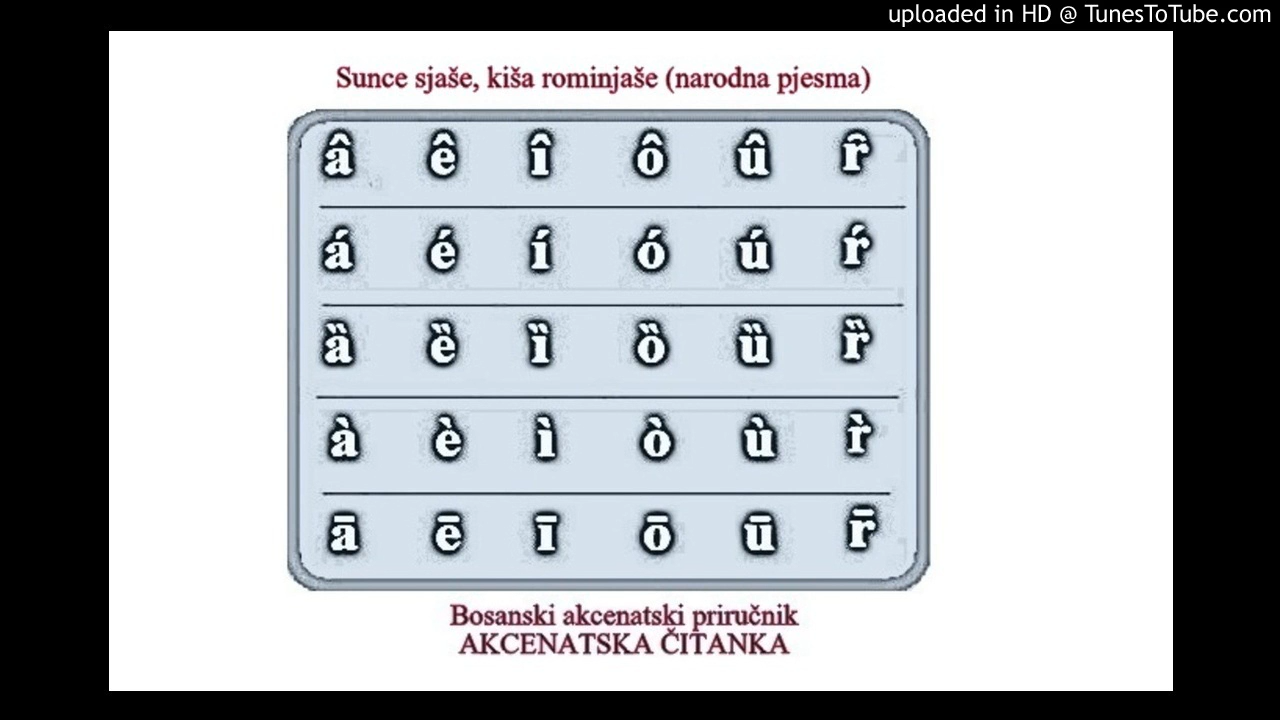 uploaded in HD @ TunesToTube.com
Sunce sjaše, kiša rominjaše (narodna pjesma)
â ê î ô û r̂
á é í ó ú ŕ
ȁ ȅ ȉ ȍ ȕ ȑ
à è ì ò ù r̀
ā ē ī ō ū r̄
Bosanski akcenatski priručnik
AKCENATSKA ČITANKA